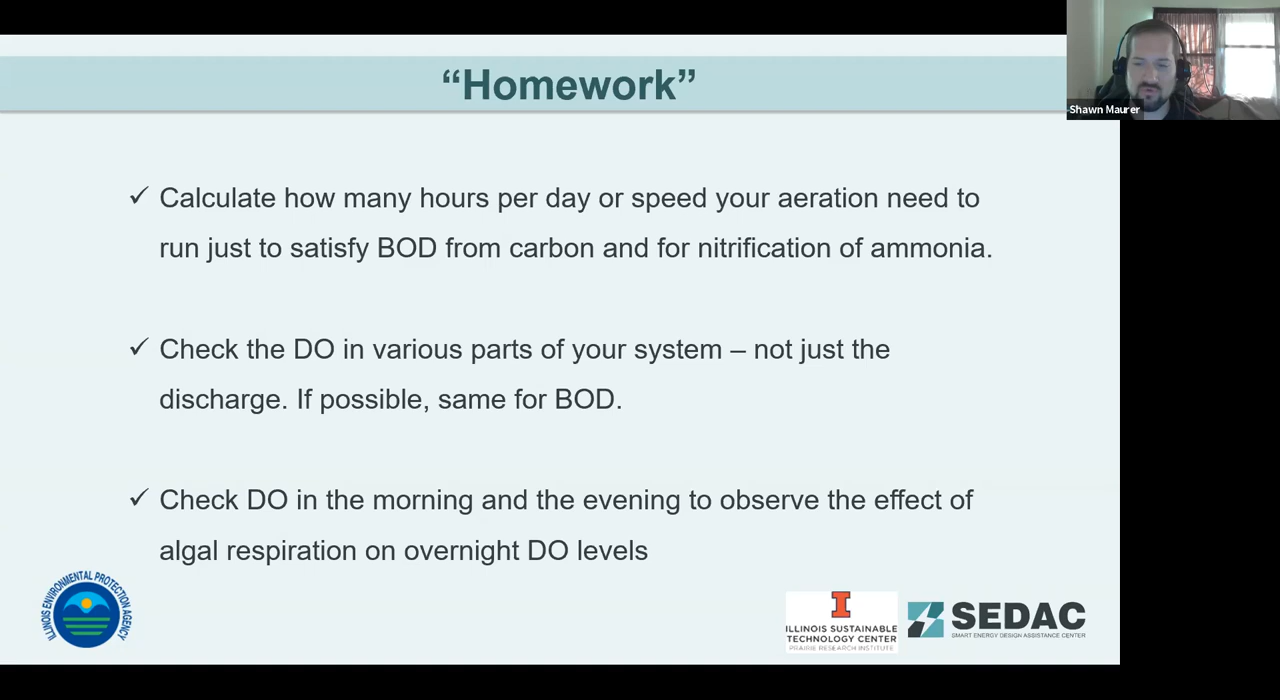 “Homework”
Shawn Maurer
✓ Calculate how many hours per day or speed your aeration need to
run just to satisfy BOD from carbon and for nitrification of ammonia.
✓ Check the DO in various parts of your system – not just the
discharge. If possible, same for BOD.
✓ Check DO in the morning and the evening to observe the effect of
algal respiration on overnight DO levels
ILLINOIS ENVIRONMENTAL PROTECTION AGENCY
I
ILLINOIS SUSTAINABLE
TECHNOLOGY CENTER
PRAIRIE RESEARCH INSTITUTE
SEDAC
SMART ENERGY DESIGN ASSISTANCE CENTER